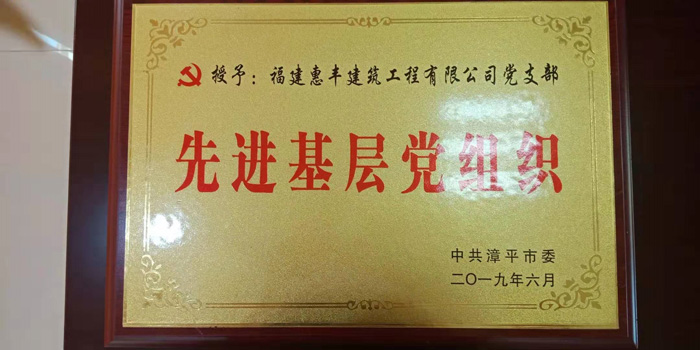 授予：福建惠丰建筑工程有限公司党支部
先进基层党组织
中共漳平市委
二〇一九年六月